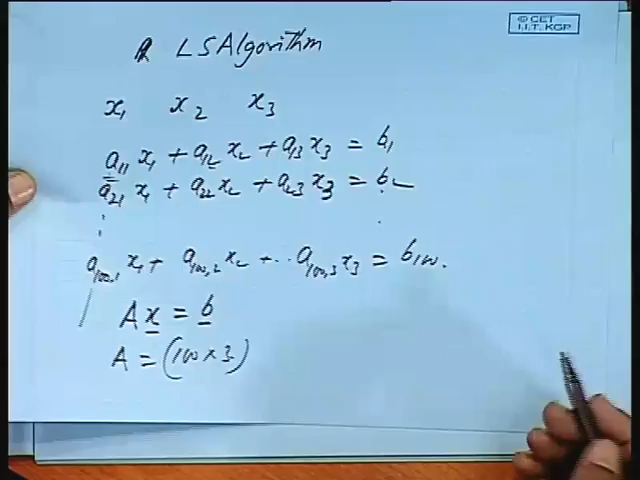 © CET
I.I.T. KGP
R LS Algorithm
x₁ x₂ x₃
a₁₁ x₁ + a₁₂ x₂ + a₁₃ x₃ = b₁
a₂₁ x₁ + a₂₂ x₂ + a₂₃ x₃ = b₂
⋮ ⋮
a₁₀₀,₁ x₁ + a₁₀₀,₂ x₂ + ... a₁₀₀,₃ x₃ = b₁₀₀.
A x = b
A = (100 × 3)